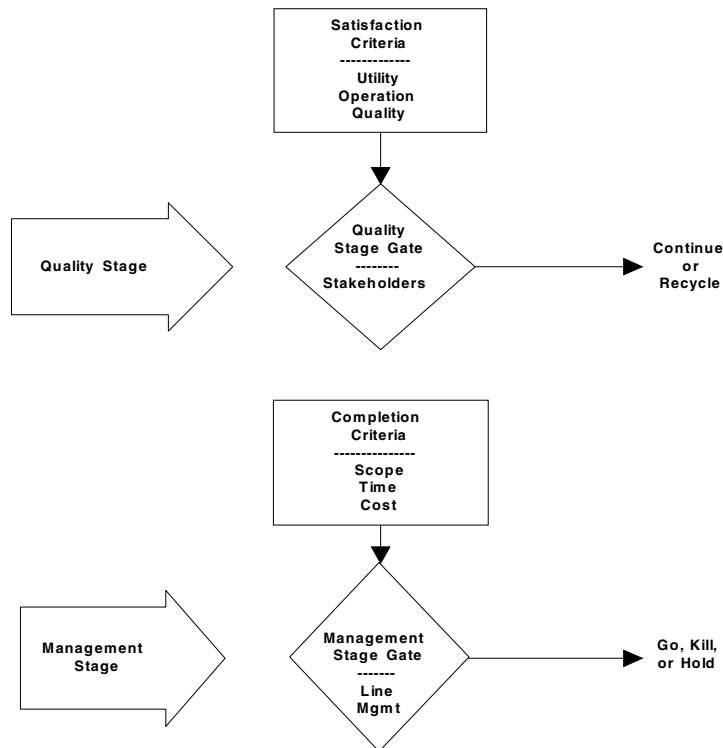 Satisfaction
Criteria
-------------
Utility
Operation
Quality
Quality Stage
Quality
Stage Gate
--------
Stakeholders
Continue
or
Recycle
Completion
Criteria
---------------
Scope
Time
Cost
Management
Stage
Management
Stage Gate
-------
Line
Mgmt
Go, Kill,
or Hold